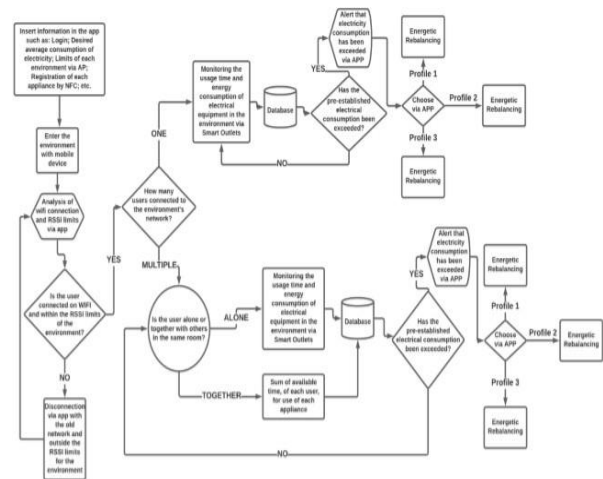 Insert information in the app
such as: Login; Desired
average consumption of
electricity; Limits of each
environment via AP;
Registration of each
appliance by NFC; etc.
Enter the
environment
with mobile
device
Analysis of
wifi connection
and RSSI limits
via app
Is the user
connected on WIFI
and within the RSSI
limits of the
environment?
YES
NO
Disconnection
via app with the
old network and
outside the
RSSI limits
for the
environment
How many
users connected to
the environment's
network?
ONE
MULTIPLE
Monitoring the
usage time and
energy
consumption of
electrical
equipment in the
environment via
Smart Outlets
Database
Has the
pre-established
electrical consumption
been exceeded?
YES
NO
Alert that
electricity
consumption
has been
exceeded via
APP
Choose
via APP
Profile 1
Energetic
Rebalancing
Profile 2
Energetic
Rebalancing
Profile 3
Energetic
Rebalancing
Is the user alone or
together with others
in the same room?
ALONE
TOGETHER
Monitoring the
usage time and
energy
consumption of
electrical
equipment in the
environment via
Smart Outlets
Sum of available
time, of each user,
for use of each
appliance
Database
Has the
pre-established
electrical consumption
been exceeded?
YES
NO
Alert that
electricity
consumption
has been
exceeded via
APP
Choose
via APP
Profile 1
Energetic
Rebalancing
Profile 2
Energetic
Rebalancing
Profile 3
Energetic
Rebalancing